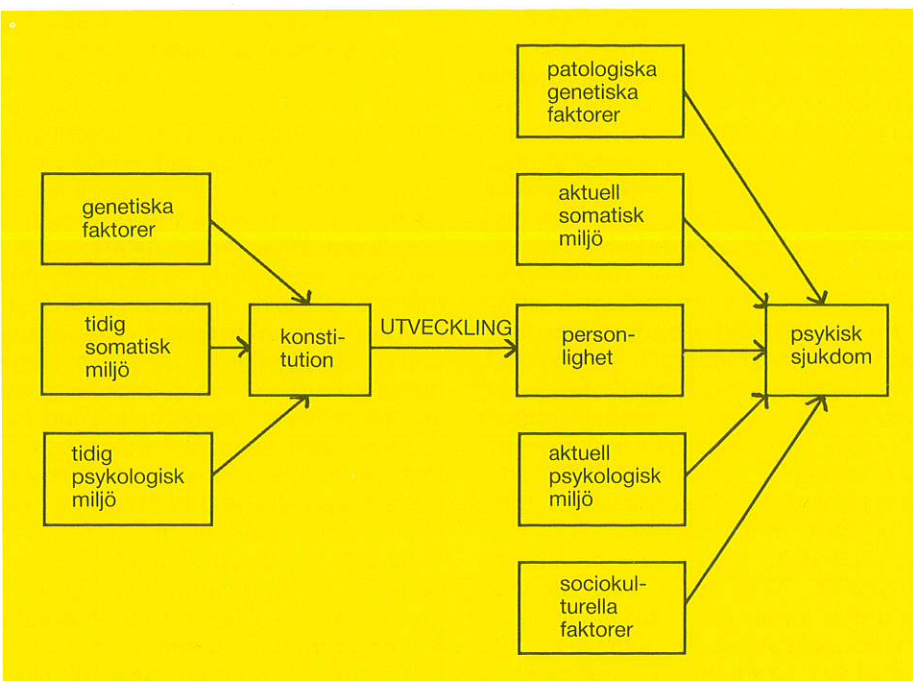 patologiska
genetiska
faktorer
genetiska
faktorer
aktuell
somatisk
miljö
tidig
somatisk
miljö
konsti-
tution
UTVECKLING
person-
lighet
psykisk
sjukdom
tidig
psykologisk
miljö
aktuell
psykologisk
miljö
sociokul-
turella
faktorer